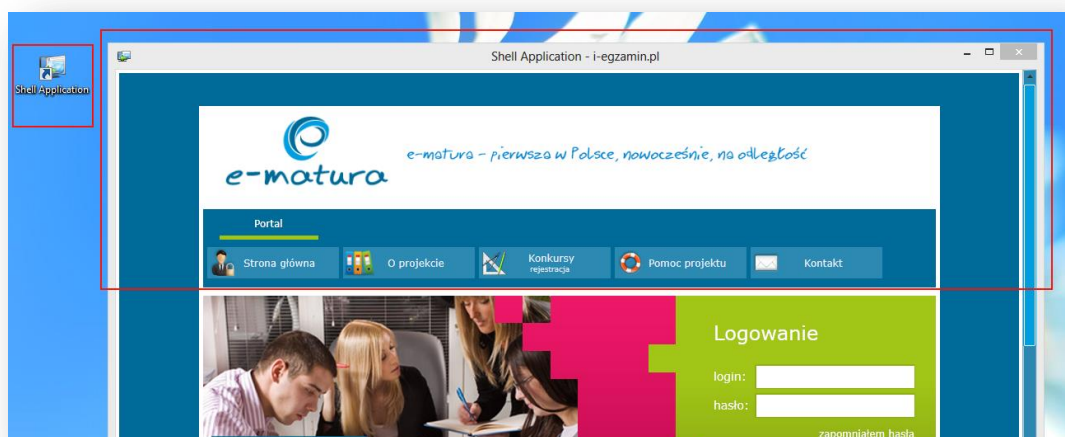 Shell Application - i-egzamin.pl
Shell Application
e-matura
e-matura - pierwsza w Polsce, nowocześnie, na odległość
Portal
Strona główna
O projekcie
Konkursy
rejestracja
Pomoc projektu
Kontakt
Logowanie
login:
hasło:
zapomniałem hasła